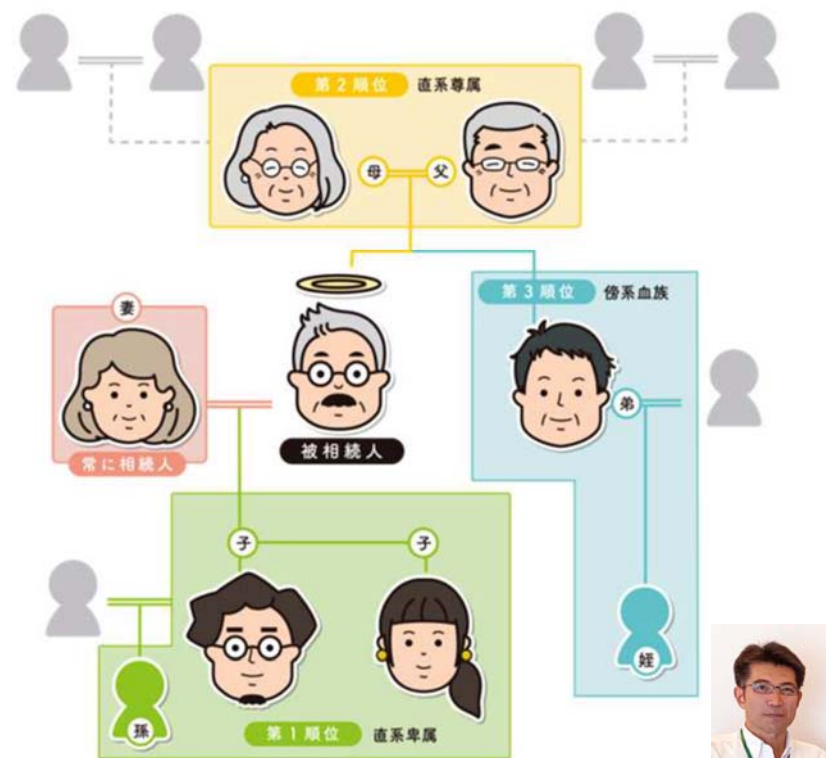 第2順位 直系尊属
母 父
第3順位 傍系血族
妻
弟
常に相続人
被相続人
子 子
姪
孫
第1順位 直系卑属